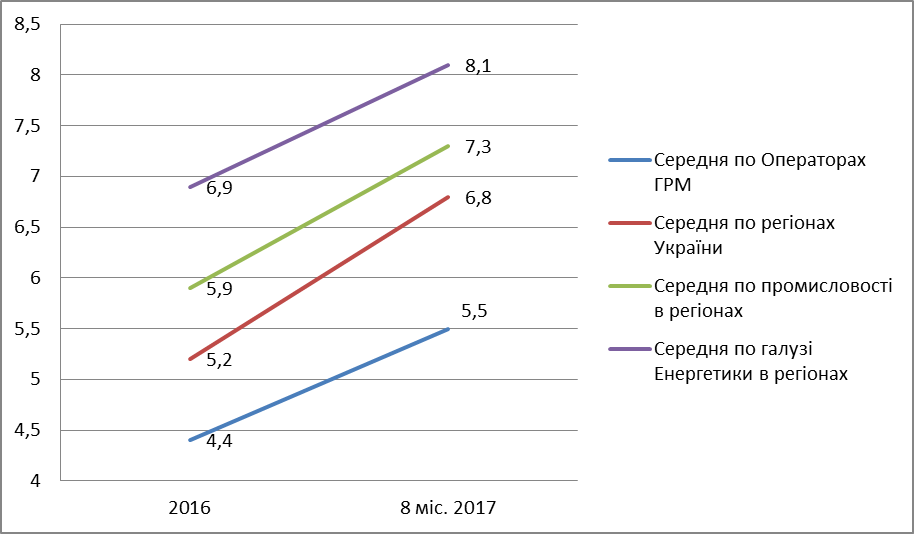 8,5
8
7,5
7
6,5
6
5,5
5
4,5
4
8,1
7,3
6,9
6,8
5,9
5,5
5,2
4,4
2016
8 міс. 2017
Середня по Операторах
ГРМ
Середня по регіонах
України
Середня по промисловості
в регіонах
Середня по галузі
Енергетики в регіонах